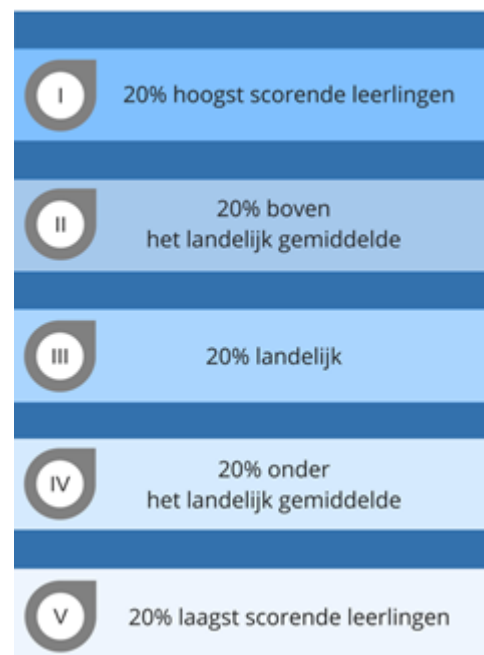 I
20% hoogst scorende leerlingen
II
20% boven
het landelijk gemiddelde
III
20% landelijk
IV
20% onder
het landelijk gemiddelde
V
20% laagst scorende leerlingen